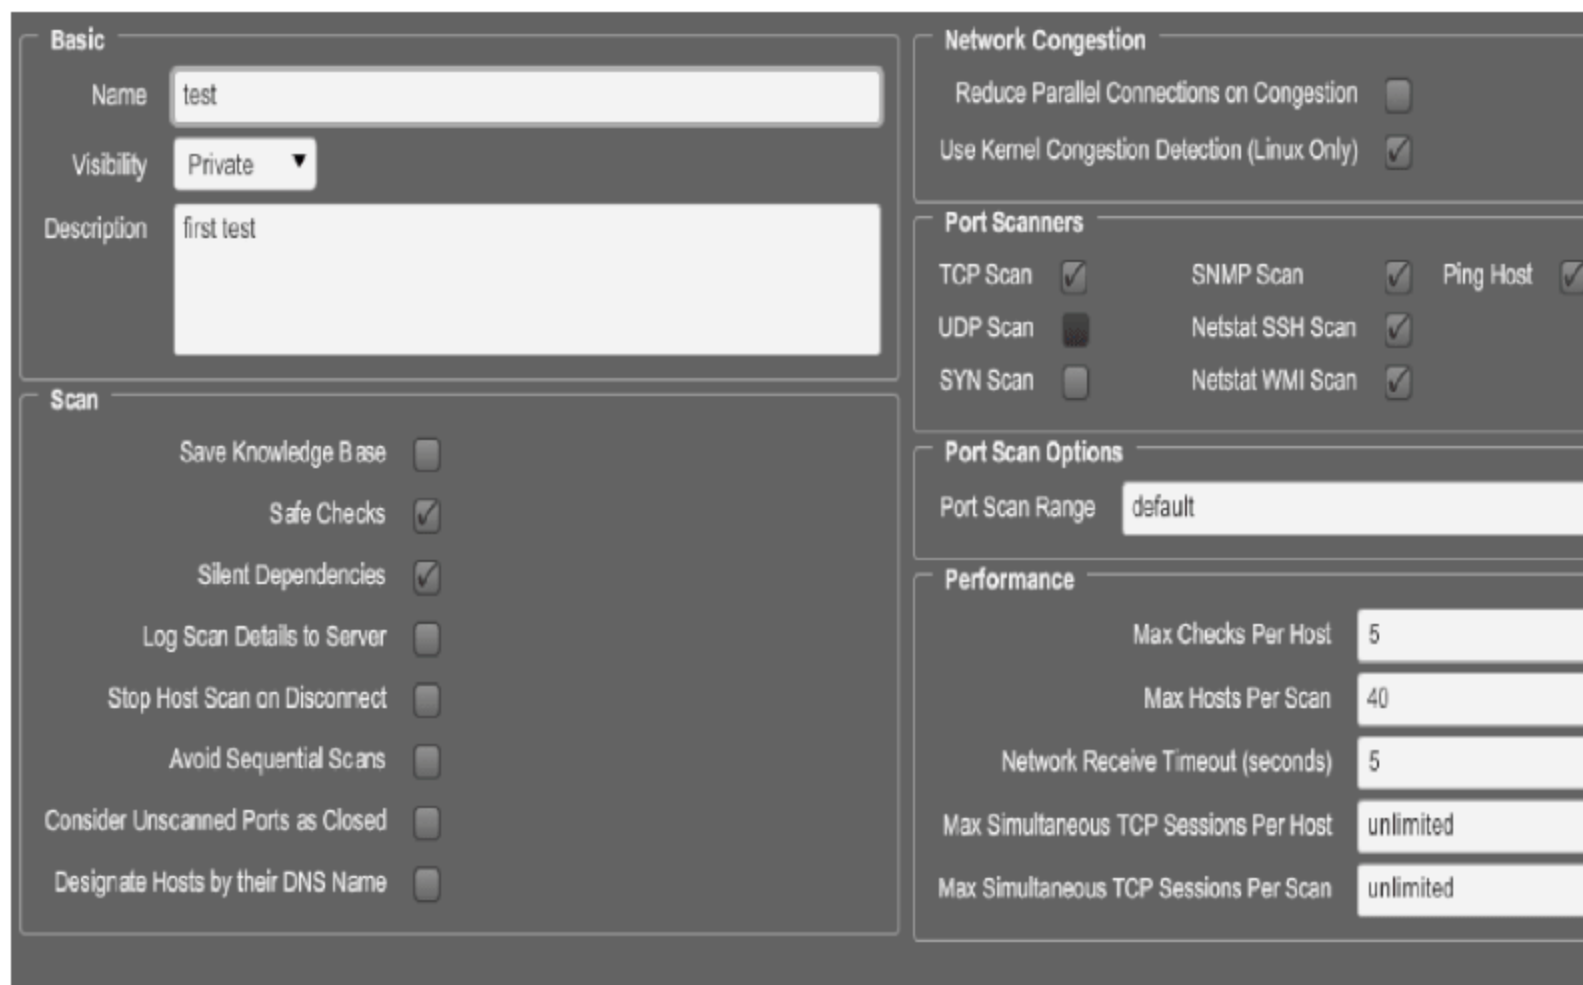 Basic
Name test
Visibility Private
Description first test
Scan
Save Knowledge Base
Safe Checks
Silent Dependencies
Log Scan Details to Server
Stop Host Scan on Disconnect
Avoid Sequential Scans
Consider Unscanned Ports as Closed
Designate Hosts by their DNS Name
Network Congestion
Reduce Parallel Connections on Congestion
Use Kernel Congestion Detection (Linux Only)
Port Scanners
TCP Scan SNMP Scan Ping Host
UDP Scan Netstat SSH Scan
SYN Scan Netstat WMI Scan
Port Scan Options
Port Scan Range default
Performance
Max Checks Per Host 5
Max Hosts Per Scan 40
Network Receive Timeout (seconds) 5
Max Simultaneous TCP Sessions Per Host unlimited
Max Simultaneous TCP Sessions Per Scan unlimited